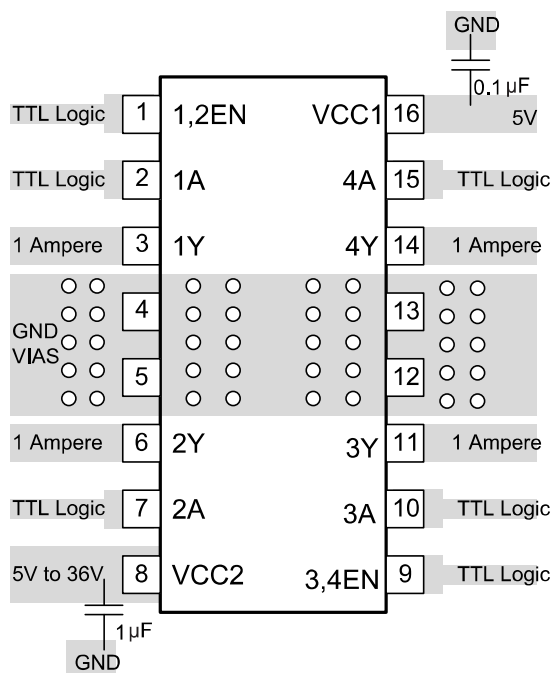 GND
0.1 µF
TTL Logic 1 1,2EN VCC1 16 5V
TTL Logic 2 1A 4A 15 TTL Logic
1 Ampere 3 1Y 4Y 14 1 Ampere
4 13
GND
VIAS
5 12
1 Ampere 6 2Y 3Y 11 1 Ampere
TTL Logic 7 2A 3A 10 TTL Logic
5V to 36V 8 VCC2 3,4EN 9 TTL Logic
1 µF
GND